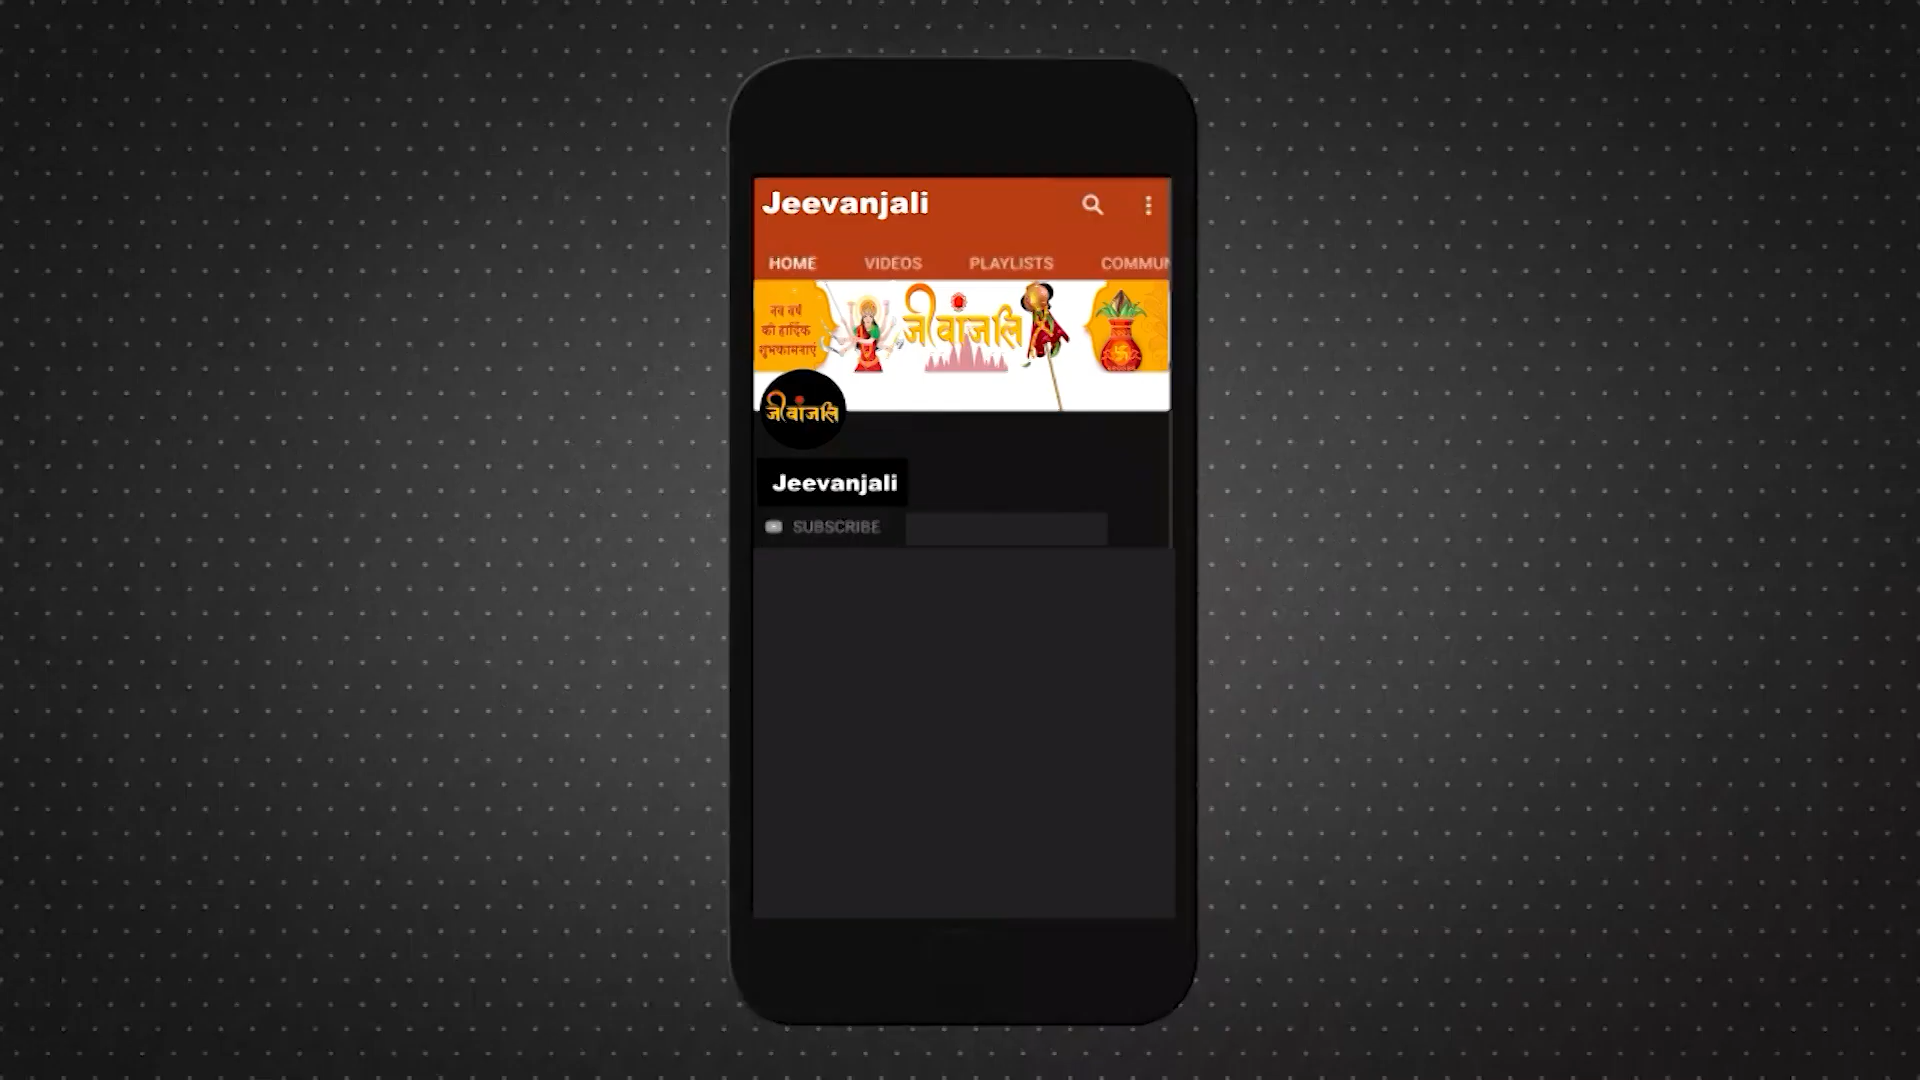 Jeevanjali
HOME VIDEOS PLAYLISTS COMMUN
नव वर्ष
की हार्दिक
शुभकामनाएं
जीवांजलि
जीवांजलि
Jeevanjali
SUBSCRIBE